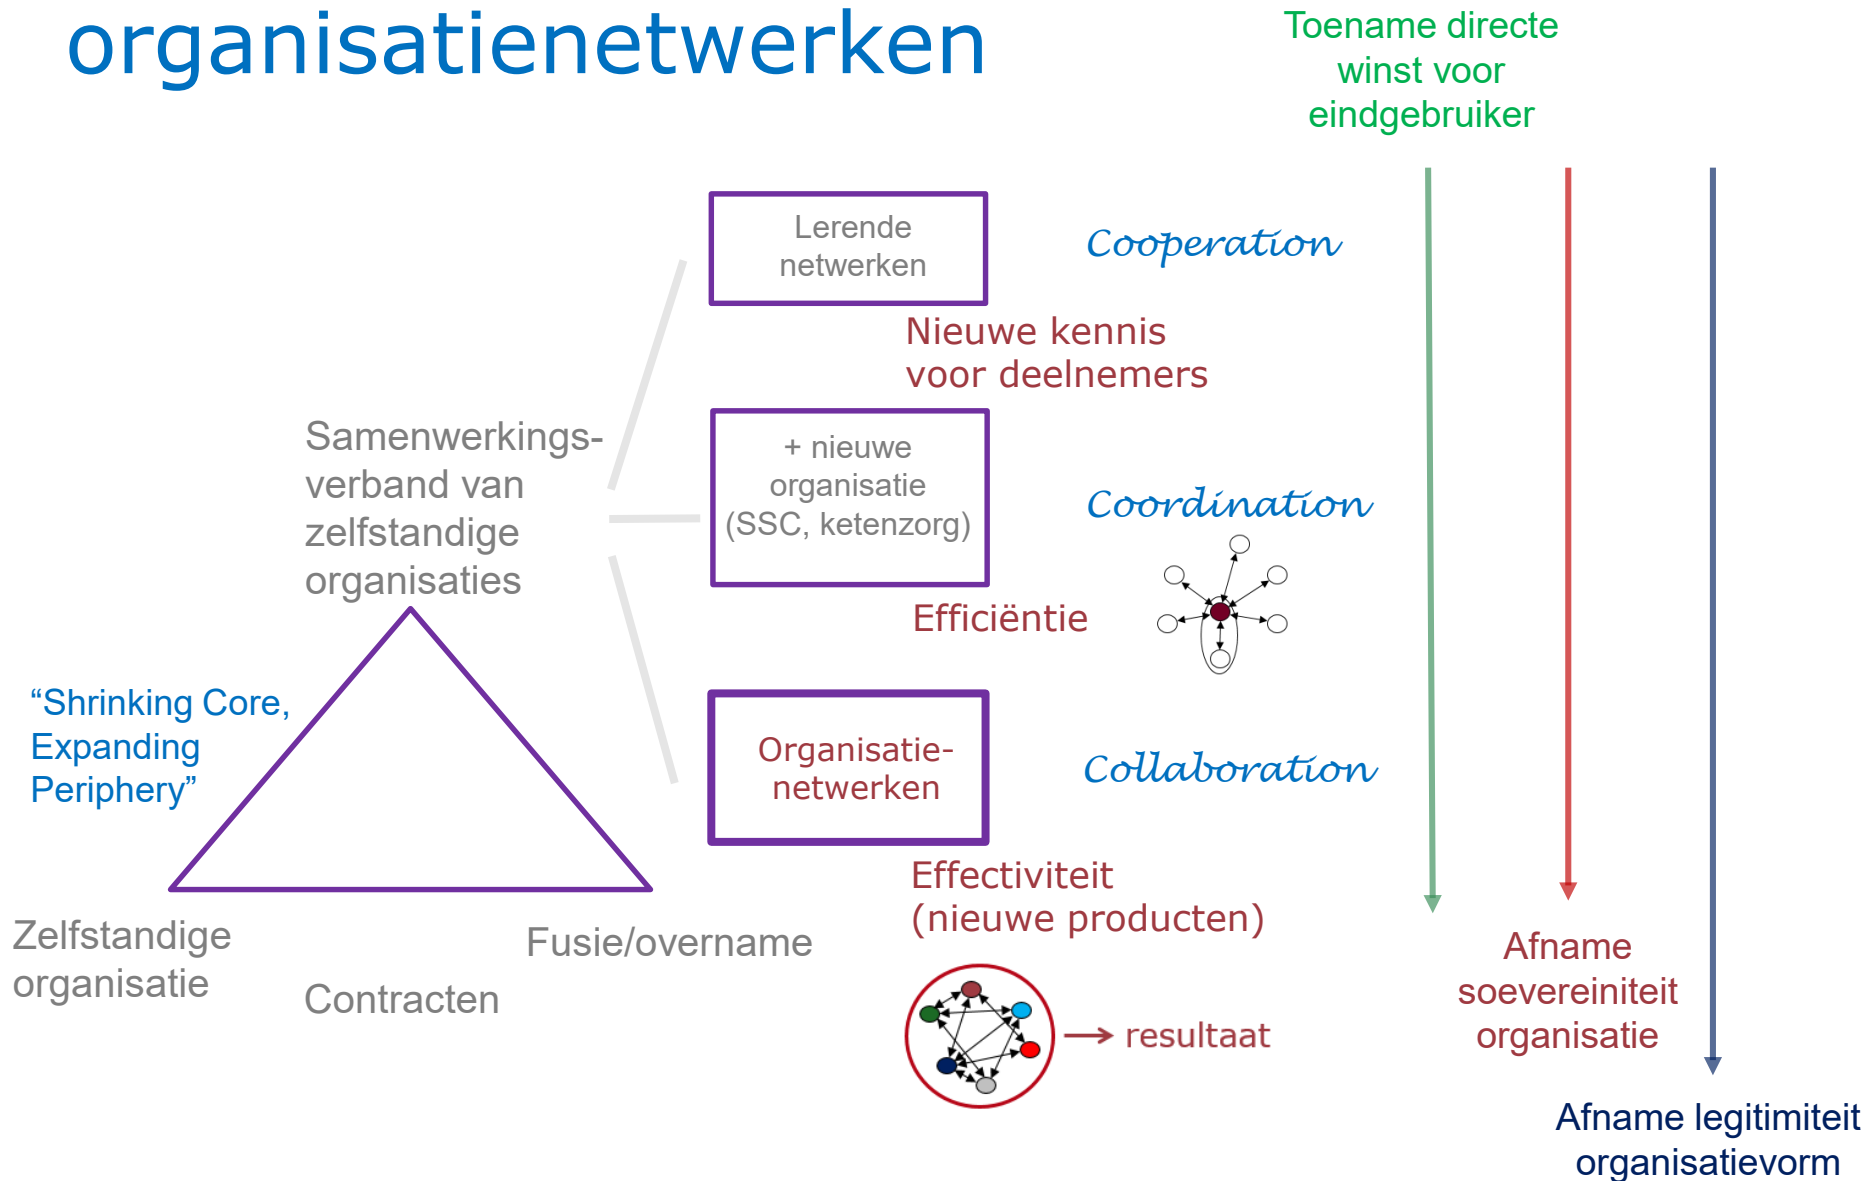 organisatienetwerken
Toename directe
winst voor
eindgebruiker
Lerende
netwerken
Cooperation
Nieuwe kennis
voor deelnemers
Samenwerkings-
verband van
zelfstandige
organisaties
+ nieuwe
organisatie
(SSC, ketenzorg)
Coordination
Efficiëntie
“Shrinking Core,
Expanding
Periphery”
Organisatie-
netwerken
Collaboration
Effectiviteit
(nieuwe producten)
Zelfstandige
organisatie
Contracten
Fusie/overname
resultaat
Afname
soevereiniteit
organisatie
Afname legitimiteit
organisatievorm